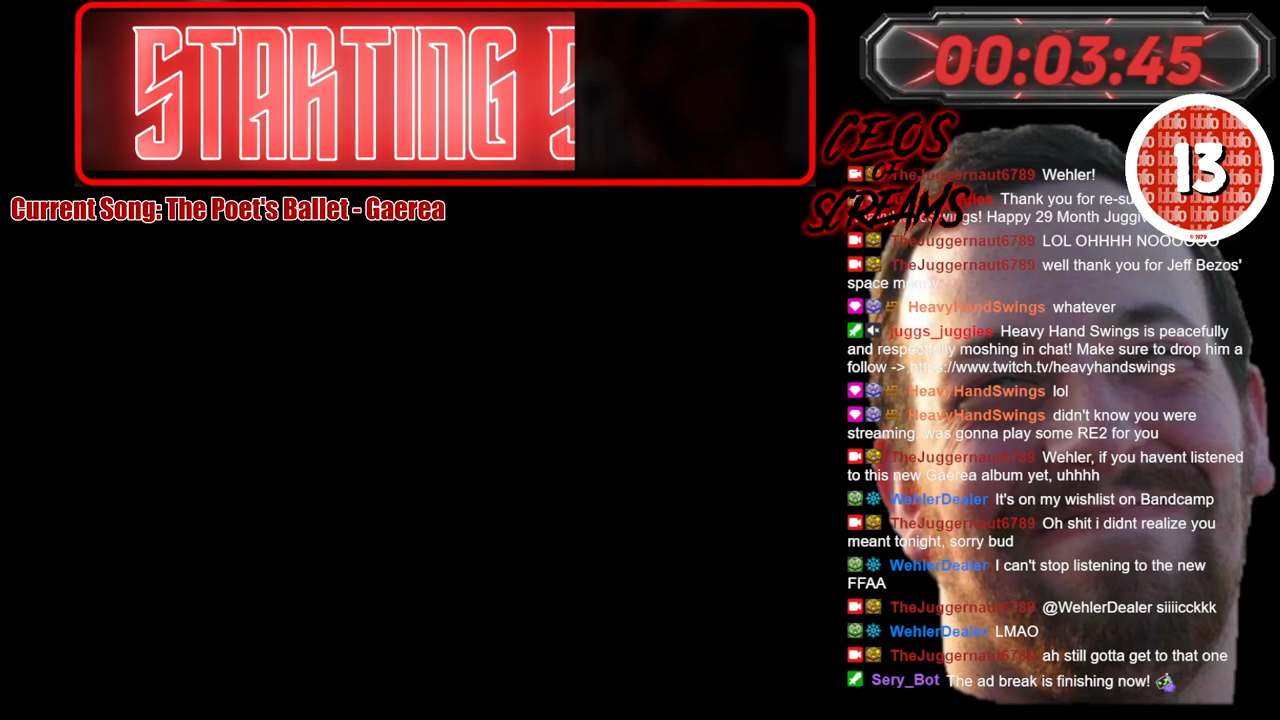 STARTING S
00:03:45
CEOS
OF
SCREAMS
13
© 1979
Current Song: The Poet's Ballet - Gaerea
TheJuggernaut6789 Wehler!
Thank you for re-su
Happy 29 Month Juggiv
TheJuggernaut6789 LOL OHHHH NOOOOOO
TheJuggernaut6789 well thank you for Jeff Bezos'
space money
HeavyHandSwings whatever
juggs_juggies Heavy Hand Swings is peacefully
and respectfully moshing in chat! Make sure to drop him a
follow -> https://www.twitch.tv/heavyhandswings
HeavyHandSwings lol
HeavyHandSwings didn't know you were
streaming, was gonna play some RE2 for you
TheJuggernaut6789 Wehler, if you havent listened
to this new Gaerea album yet, uhhhh
WehlerDealer It's on my wishlist on Bandcamp
TheJuggernaut6789 Oh shit i didnt realize you
meant tonight, sorry bud
WehlerDealer I can't stop listening to the new
FFAA
TheJuggernaut6789 @WehlerDealer siiiicckkk
WehlerDealer LMAO
TheJuggernaut6789 ah still gotta get to that one
Sery_Bot The ad break is finishing now!